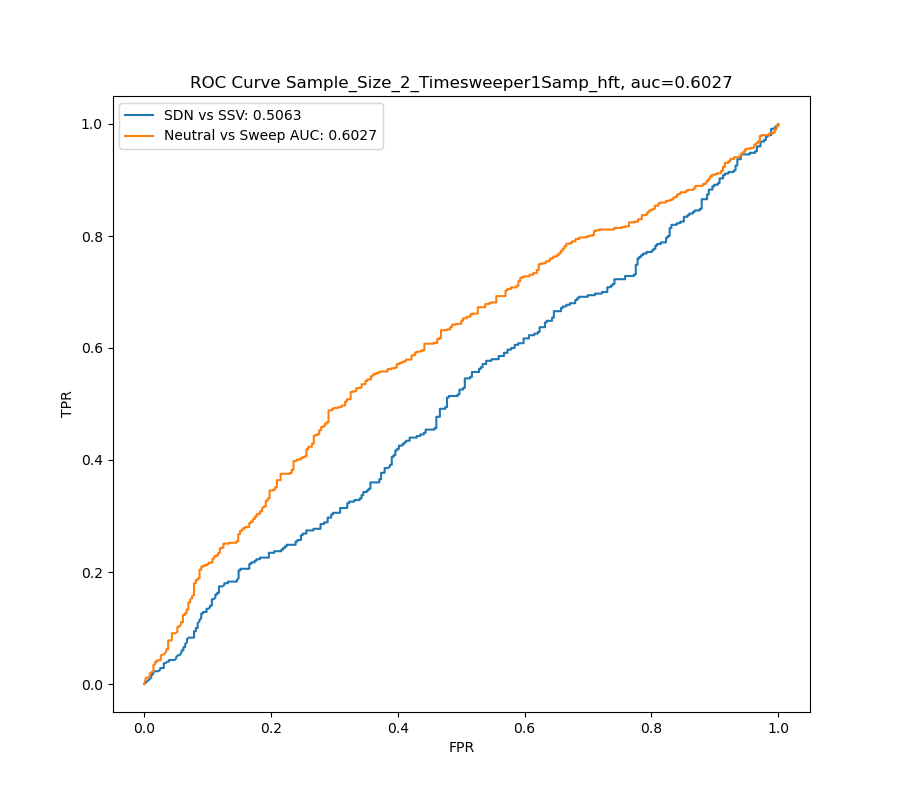 ROC Curve Sample_Size_2_Timesweeper1Samp_hft, auc=0.6027
SDN vs SSV: 0.5063
Neutral vs Sweep AUC: 0.6027
1.0
0.8
0.6
0.4
0.2
0.0
TPR
0.0 0.2 0.4 0.6 0.8 1.0
FPR